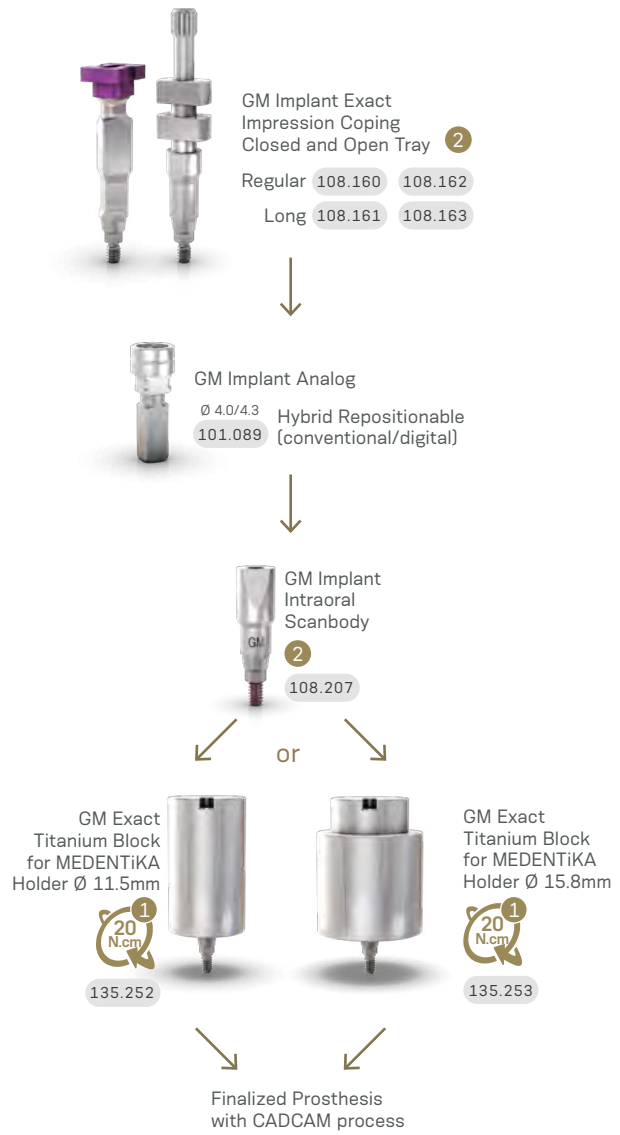 GM Implant Exact
Impression Coping
Closed and Open Tray 2
Regular 108.160 108.162
Long 108.161 108.163
GM Implant Analog
Ø 4.0/4.3
101.089
Hybrid Repositionable
(conventional/digital)
GM Implant
Intraoral
Scanbody
GM
2
108.207
or
GM Exact
Titanium Block
for MEDENTiKA
Holder Ø 11.5mm
1
20
N.cm
135.252
GM Exact
Titanium Block
for MEDENTiKA
Holder Ø 15.8mm
1
20
N.cm
135.253
Finalized Prosthesis
with CADCAM process